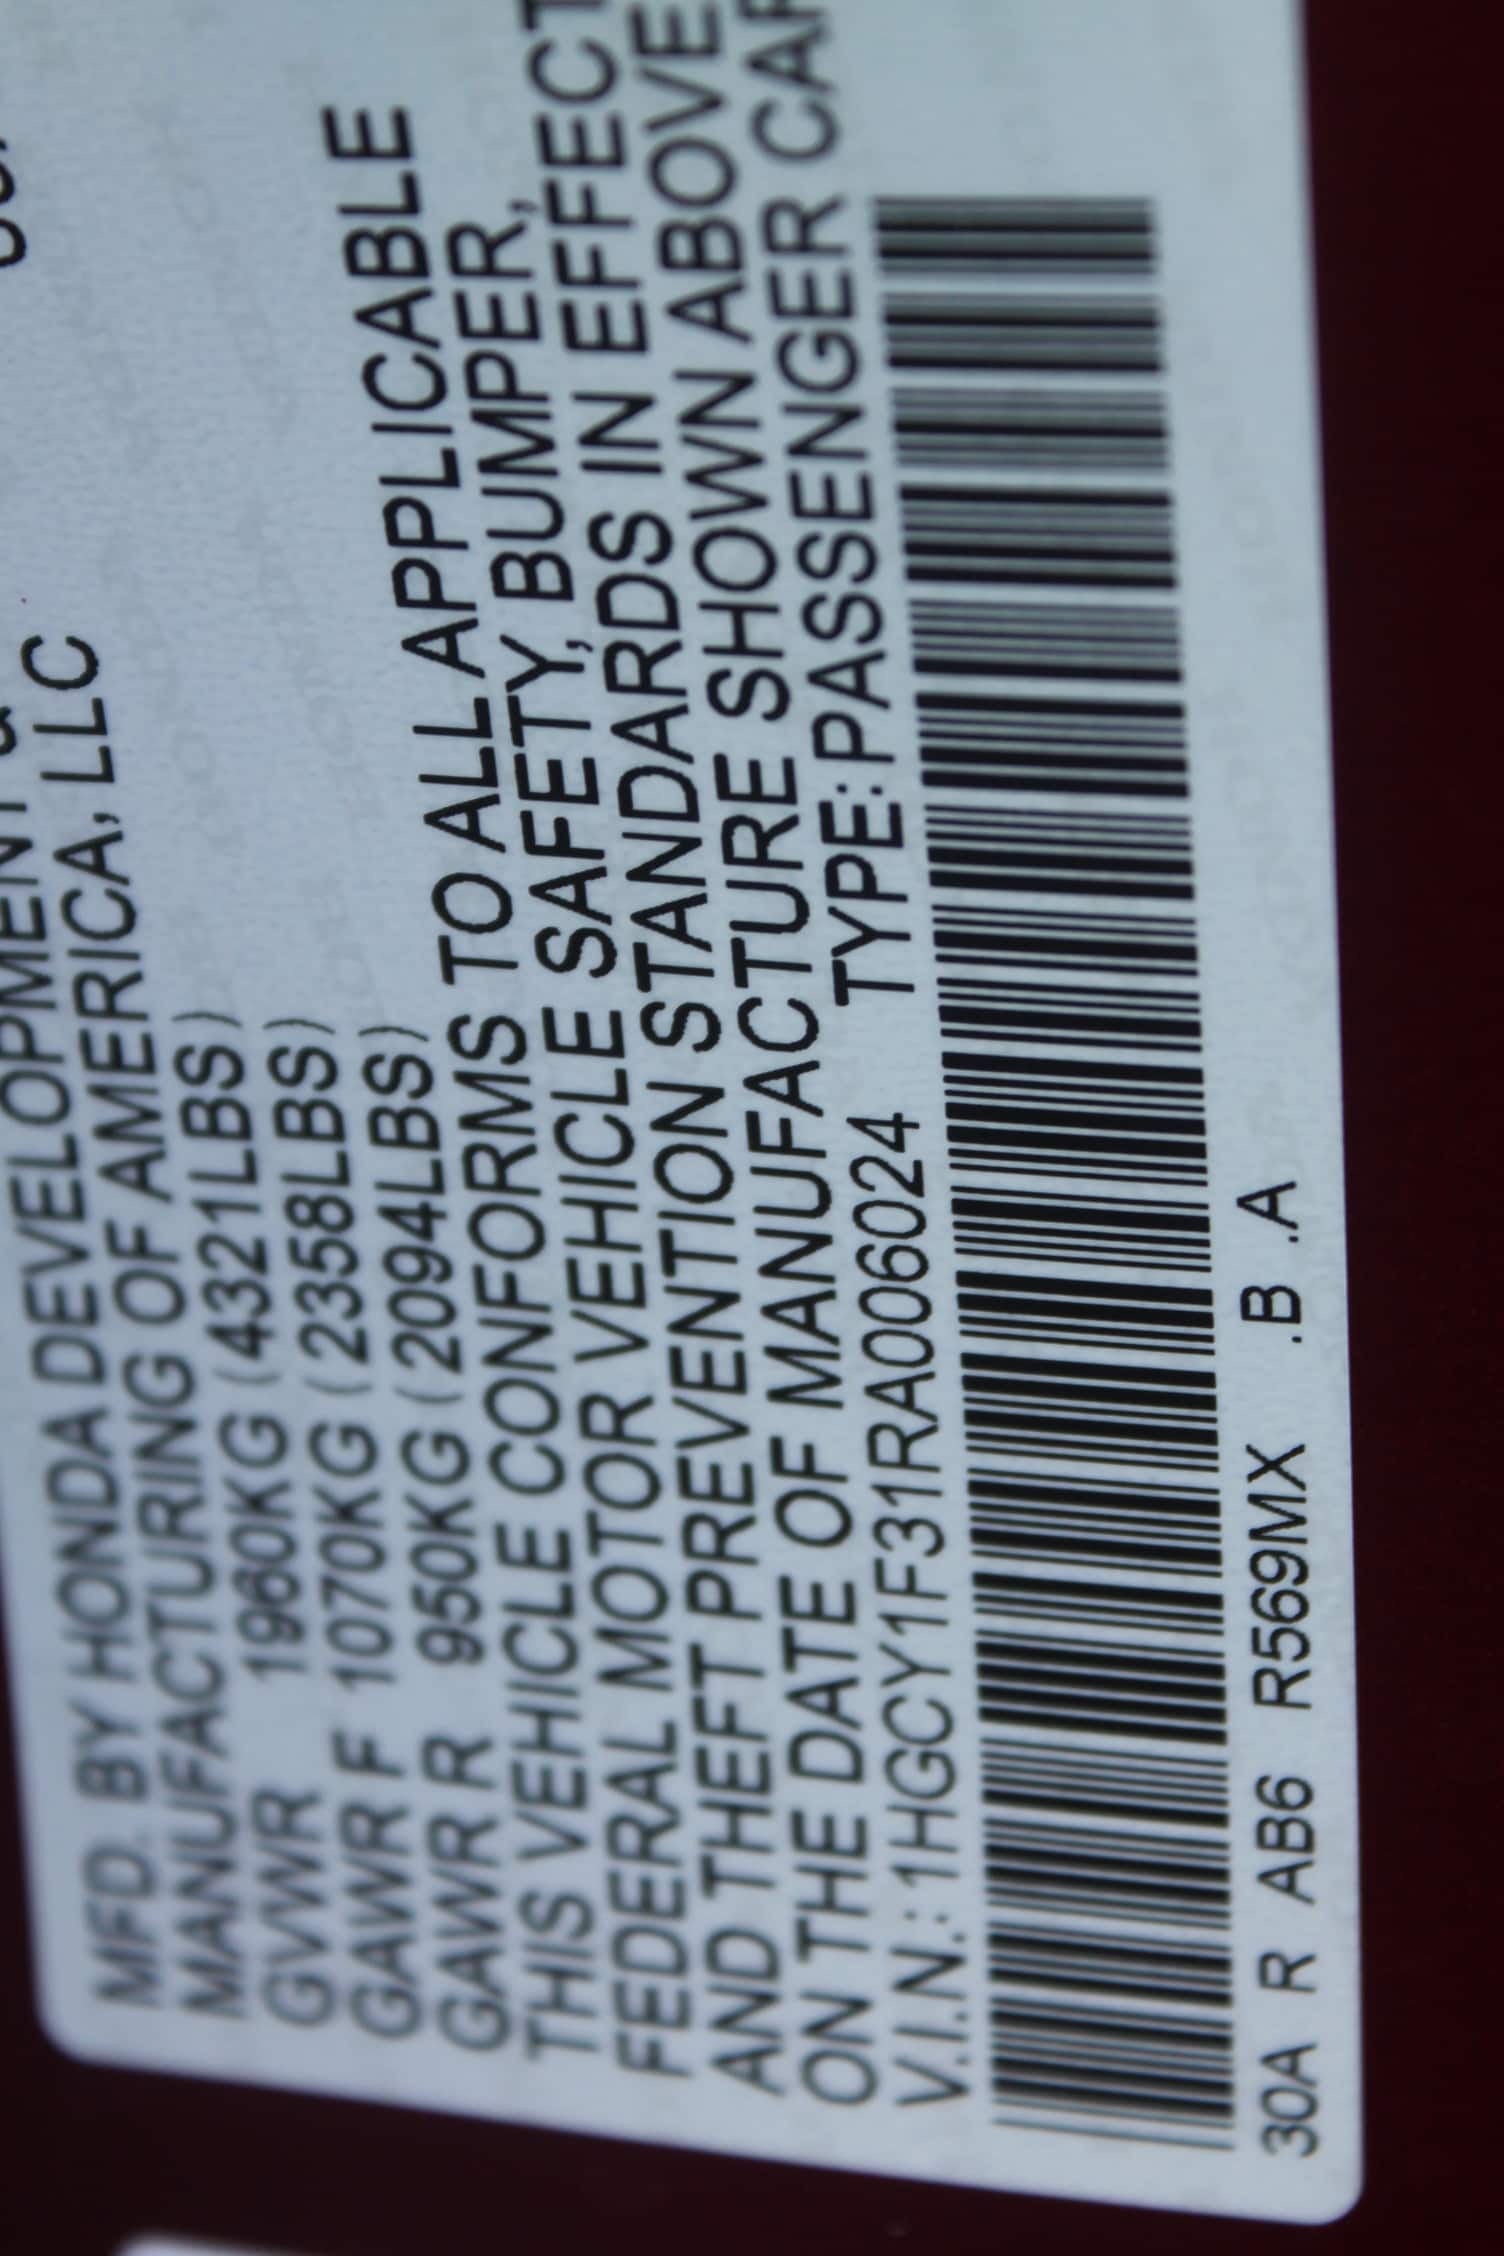 MFD. BY HONDA DEVELOPMENT &
MANUFACTURING OF AMERICA, LLC
GVWR 1960KG (4321LBS)
GAWR F 1070KG (2358LBS)
GAWR R 950KG (2094LBS)
THIS VEHICLE CONFORMS TO ALL APPLICABLE
FEDERAL MOTOR VEHICLE SAFETY, BUMPER,
AND THEFT PREVENTION STANDARDS IN EFFECT
ON THE DATE OF MANUFACTURE SHOWN ABOVE
V.I.N.: 1HGCY1F31RA006024 TYPE: PASSENGER CAR
30A R AB6 R569MX .B .A